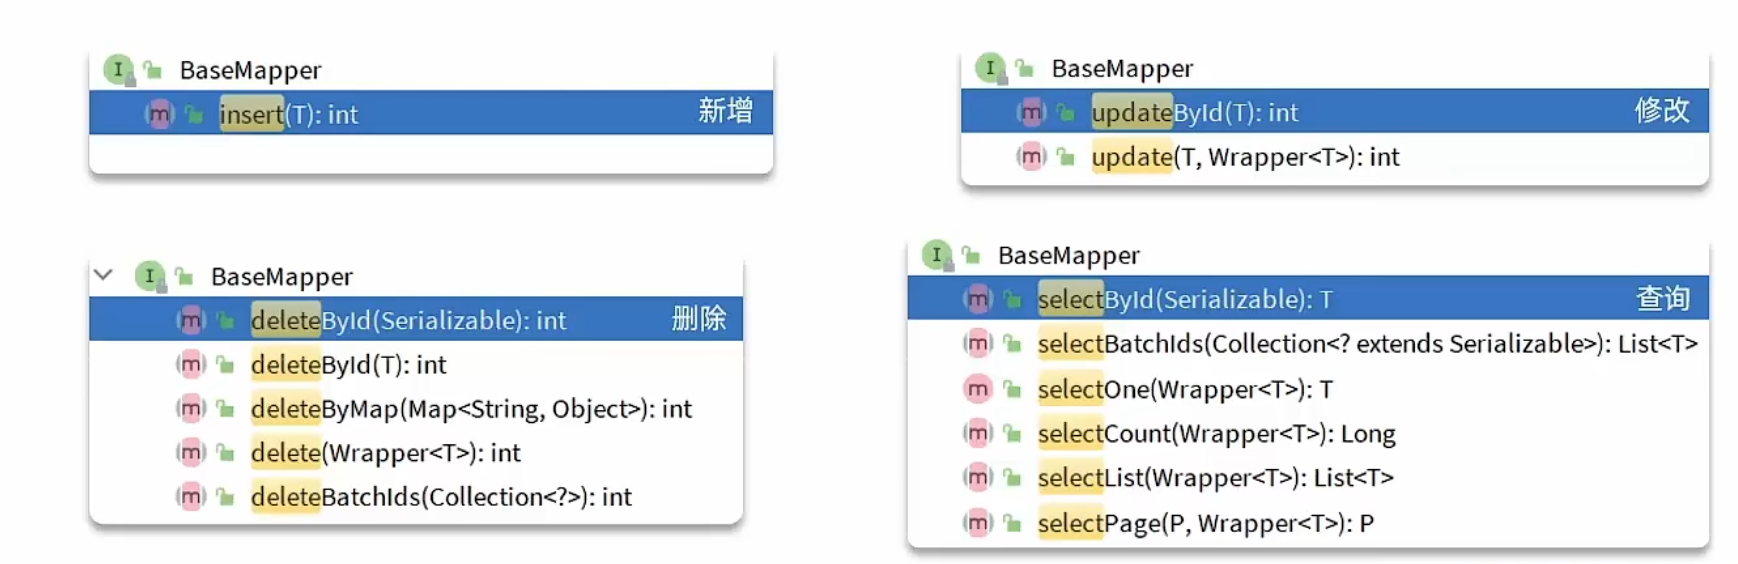 BaseMapper
insert(T): int 新增
BaseMapper
updateById(T): int 修改
update(T, Wrapper<T>): int
BaseMapper
deleteById(Serializable): int 删除
deleteById(T): int
deleteByMap(Map<String, Object>): int
delete(Wrapper<T>): int
deleteBatchIds(Collection<?>): int
BaseMapper
selectById(Serializable): T 查询
selectBatchIds(Collection<? extends Serializable>): List<T>
selectOne(Wrapper<T>): T
selectCount(Wrapper<T>): Long
selectList(Wrapper<T>): List<T>
selectPage(P, Wrapper<T>): P